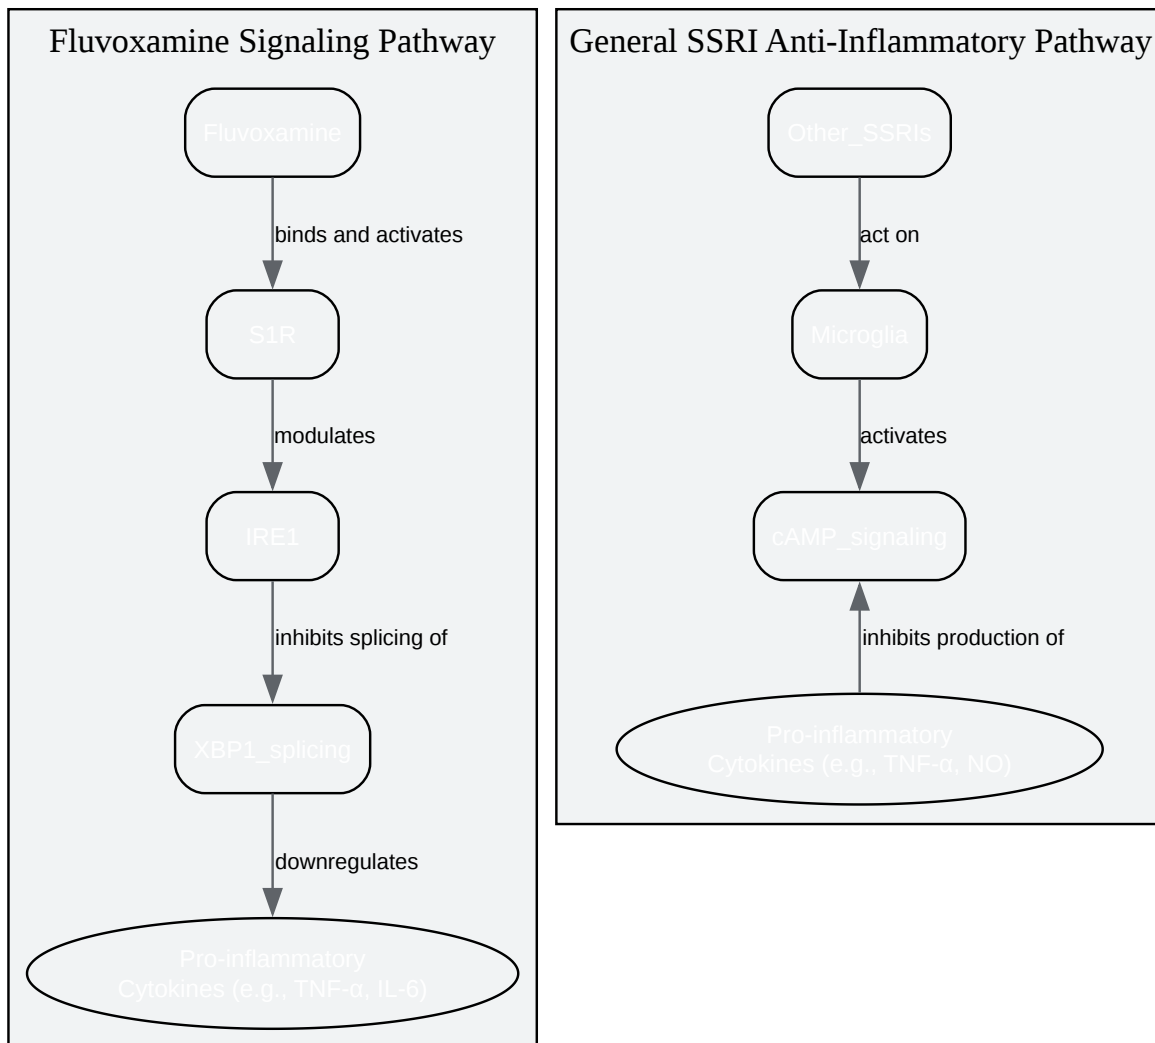 Fluvoxamine Signaling Pathway
Fluvoxamine
binds and activates
S1R
modulates
IRE1
inhibits splicing of
XBP1_splicing
downregulates
Pro-inflammatory
Cytokines (e.g., TNF-α, IL-6)
General SSRI Anti-Inflammatory Pathway
Other_SSRIs
act on
Microglia
activates
cAMP_signaling
inhibits production of
Pro-inflammatory
Cytokines (e.g., TNF-α, NO)